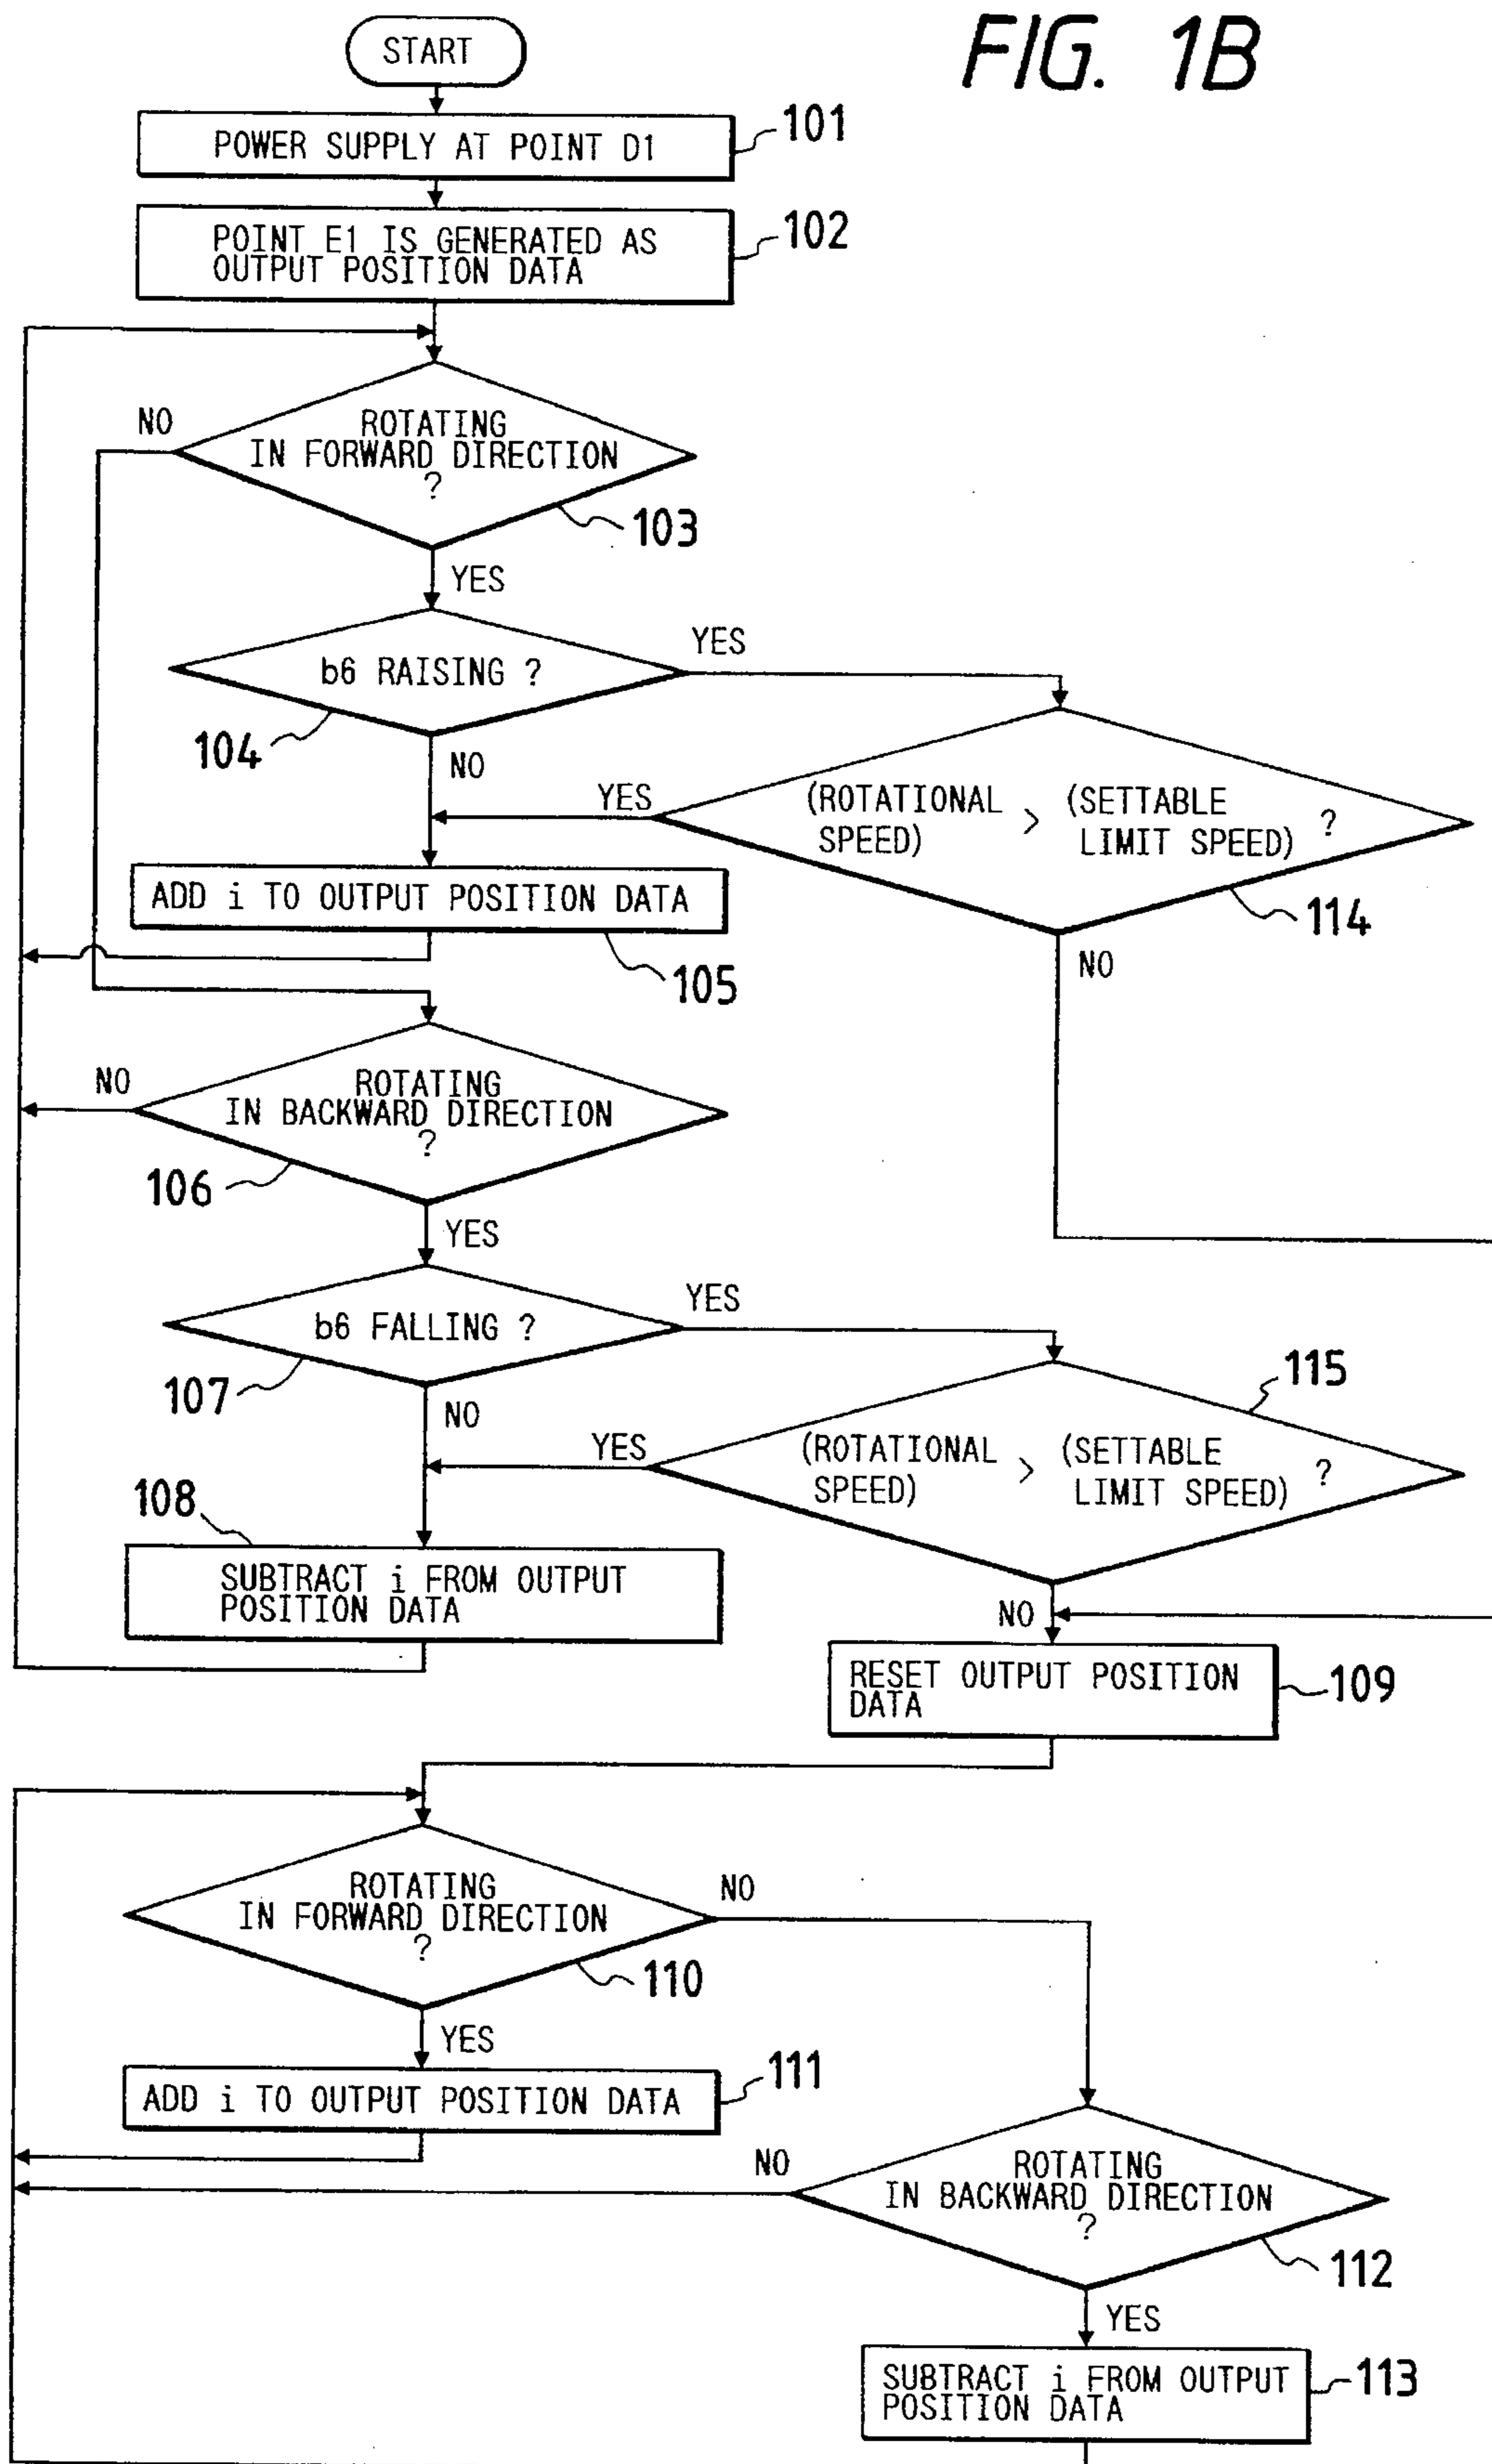 FIG. 1B
START
POWER SUPPLY AT POINT D1
101
POINT E1 IS GENERATED AS
OUTPUT POSITION DATA
102
NO
ROTATING
IN FORWARD DIRECTION
?
103
YES
b6 RAISING ?
YES
104
NO
YES
(ROTATIONAL
SPEED)
>
(SETTABLE
LIMIT SPEED)
?
114
NO
ADD i TO OUTPUT POSITION DATA
105
NO
ROTATING
IN BACKWARD DIRECTION
?
106
YES
b6 FALLING ?
YES
107
NO
115
YES
(ROTATIONAL
SPEED)
>
(SETTABLE
LIMIT SPEED)
?
108
SUBTRACT i FROM OUTPUT
POSITION DATA
NO
RESET OUTPUT POSITION
DATA
109
ROTATING
IN FORWARD DIRECTION
?
NO
110
YES
ADD i TO OUTPUT POSITION DATA
111
NO
ROTATING
IN BACKWARD DIRECTION
?
112
YES
SUBTRACT i FROM OUTPUT
POSITION DATA
113